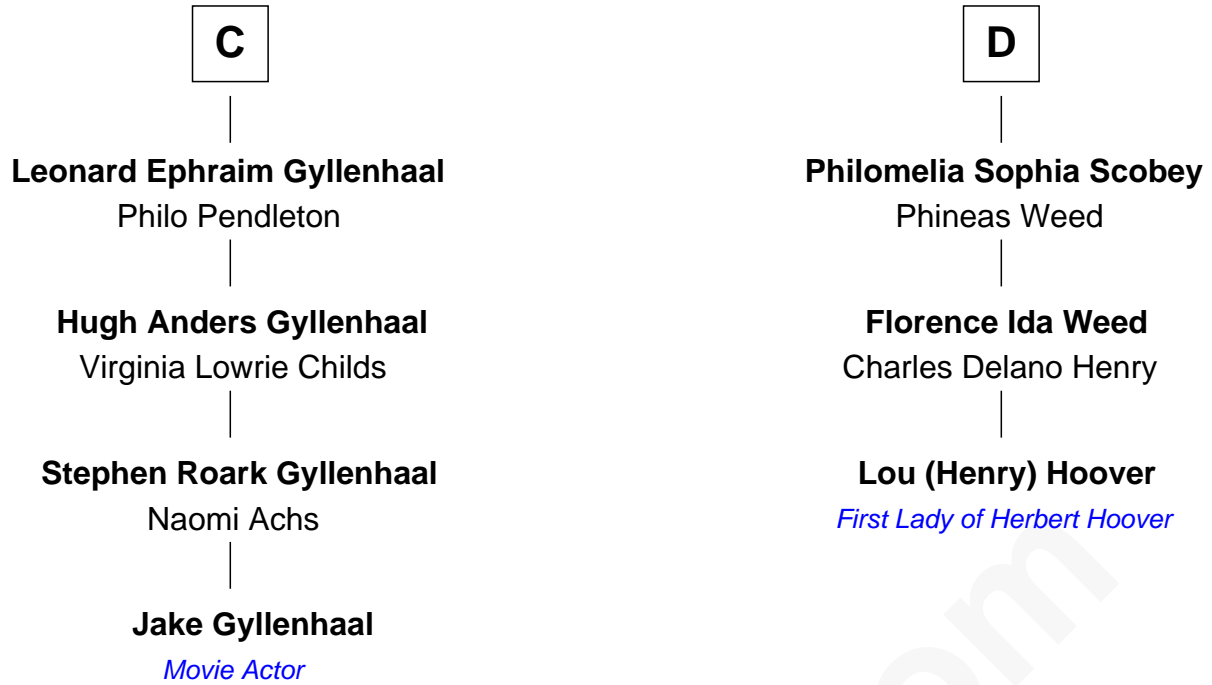 C
Leonard Ephraim Gyllenhaal
Philo Pendleton
Hugh Anders Gyllenhaal
Virginia Lowrie Childs
Stephen Roark Gyllenhaal
Naomi Achs
Jake Gyllenhaal
Movie Actor
D
Philomelia Sophia Scobey
Phineas Weed
Florence Ida Weed
Charles Delano Henry
Lou (Henry) Hoover
First Lady of Herbert Hoover
om